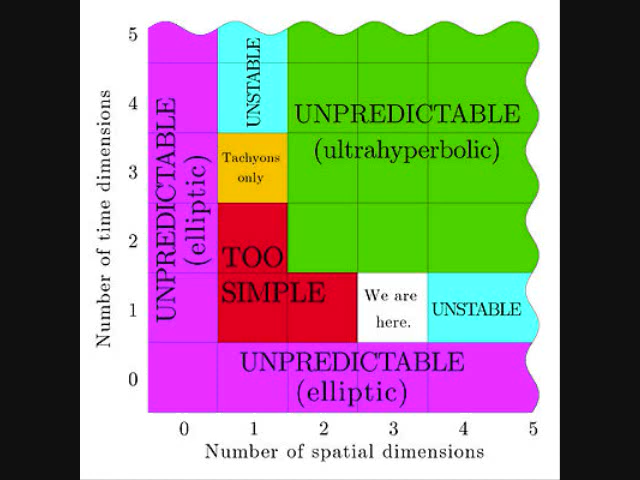 5
4
3
2
1
0
Number of time dimensions
UNPREDICTABLE
(elliptic)
UNSTABLE
UNPREDICTABLE
(ultrahyperbolic)
Tachyons
only
TOO
SIMPLE
We are
here.
UNSTABLE
UNPREDICTABLE
(elliptic)
0 1 2 3 4 5
Number of spatial dimensions